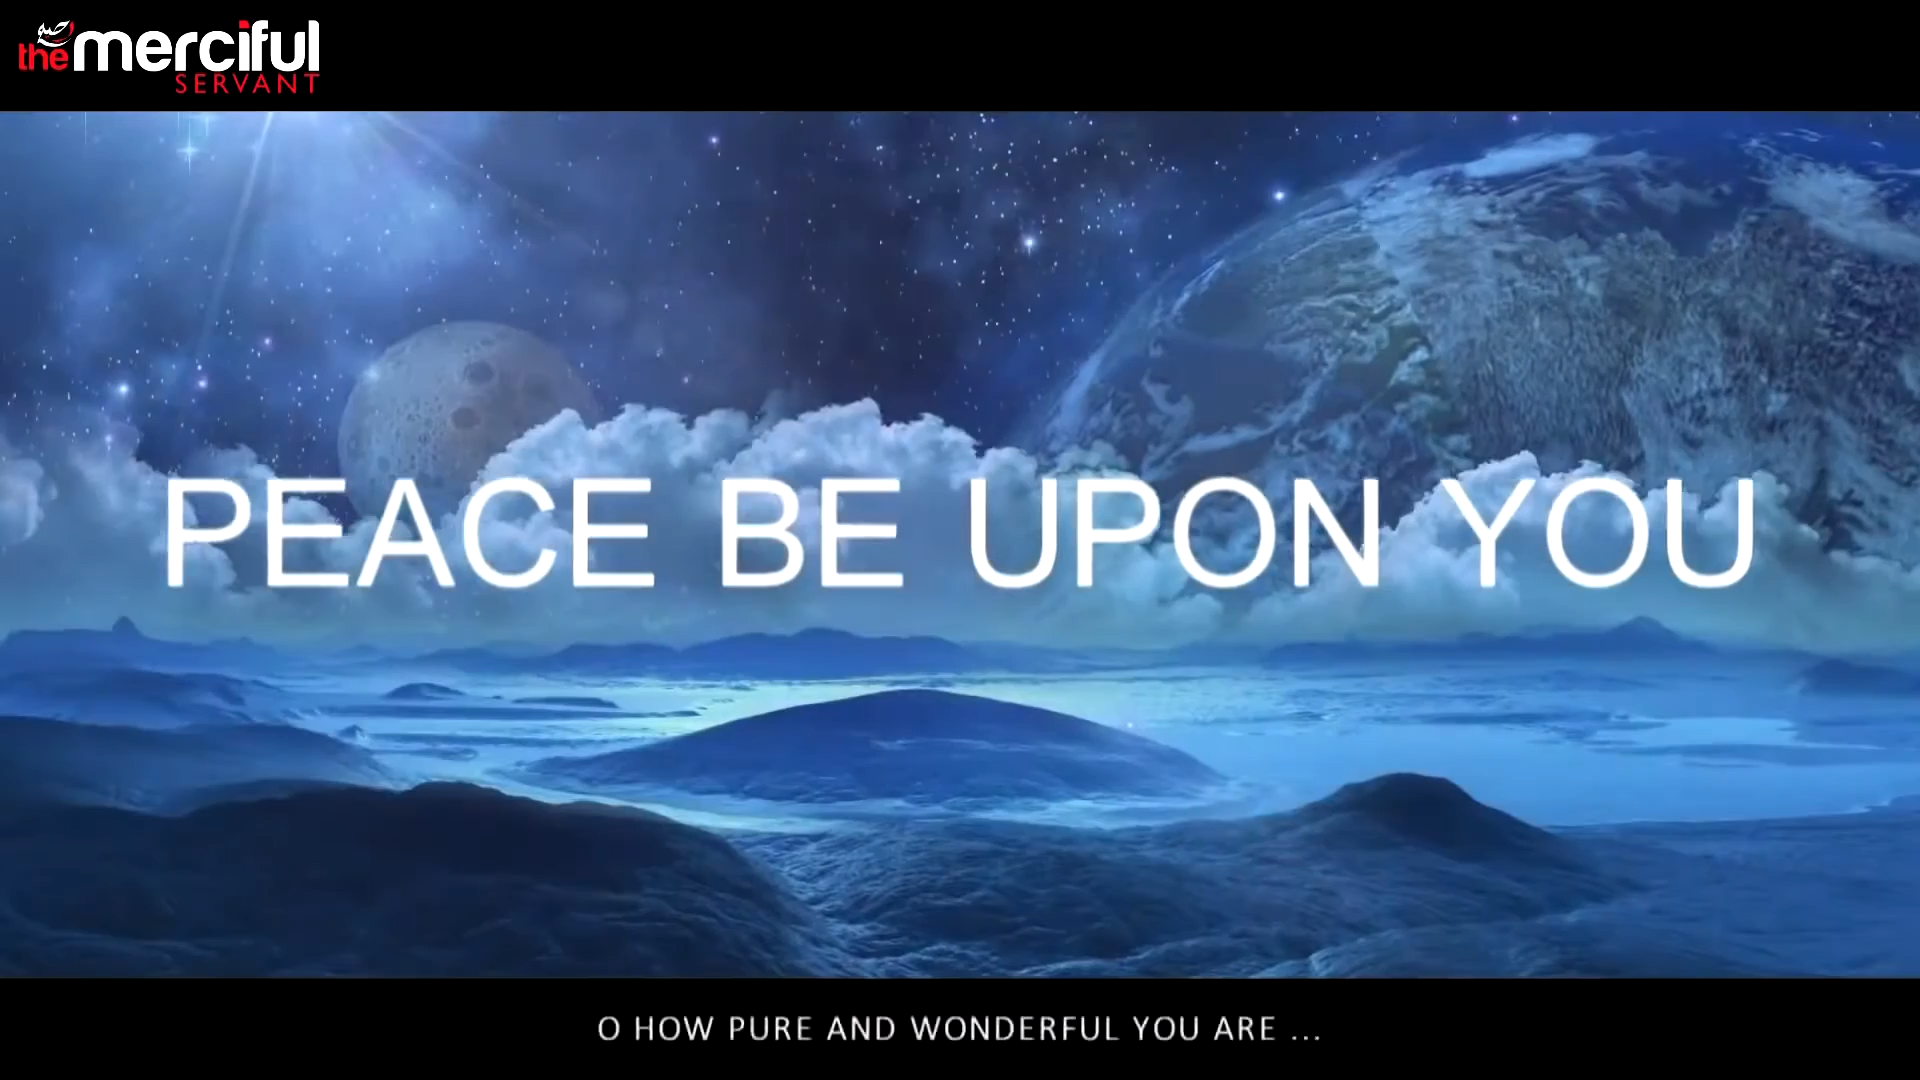 the merciful
SERVANT
PEACE BE UPON YOU
O HOW PURE AND WONDERFUL YOU ARE ...